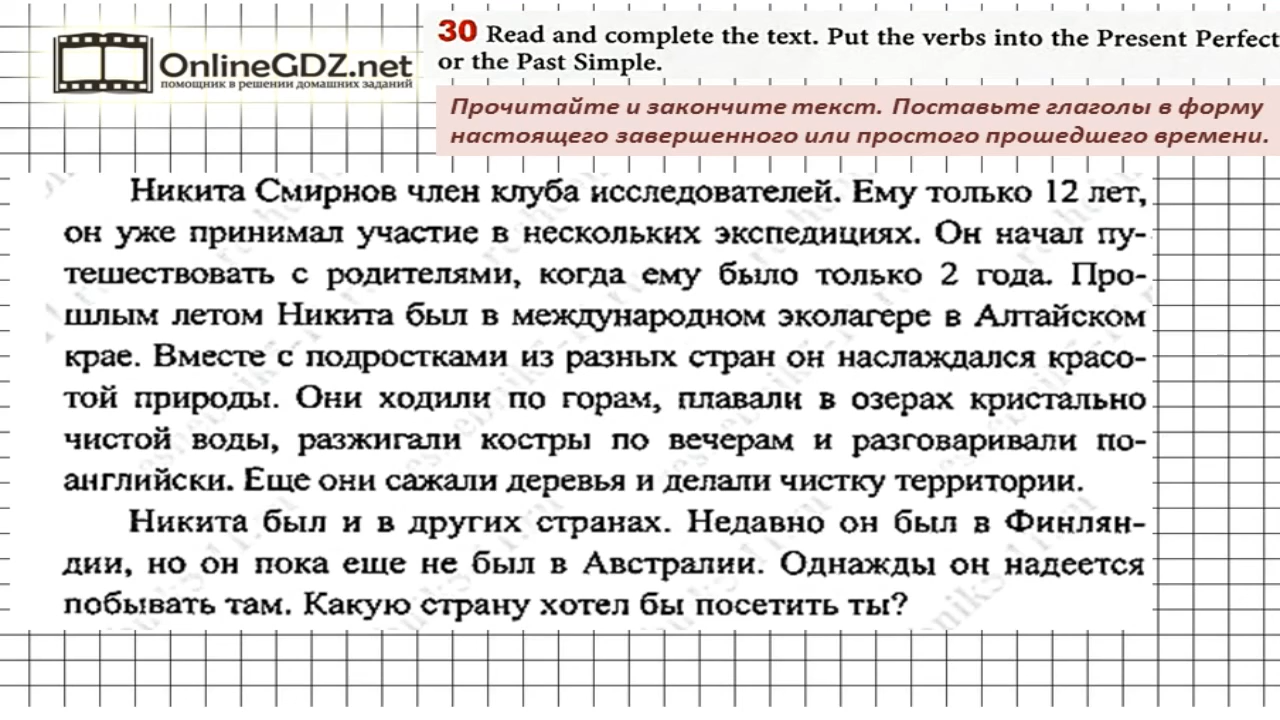 OnlineGDZ.net
помощник в решении домашних заданий
30 Read and complete the text. Put the verbs into the Present Perfect
or the Past Simple.
Прочитайте и закончите текст. Поставьте глаголы в форму
настоящего завершенного или простого прошедшего времени.
Никита Смирнов член клуба исследователей. Ему только 12 лет,
он уже принимал участие в нескольких экспедициях. Он начал пу-
тешествовать с родителями, когда ему было только 2 года. Про-
шлым летом Никита был в международном эколагере в Алтайском
крае. Вместе с подростками из разных стран он наслаждался красо-
той природы. Они ходили по горам, плавали в озерах кристально
чистой воды, разжигали костры по вечерам и разговаривали по-
английски. Еще они сажали деревья и делали чистку территории.
Никита был и в других странах. Недавно он был в Финлян-
дии, но он пока еще не был в Австралии. Однажды он надеется
побывать там. Какую страну хотел бы посетить ты?